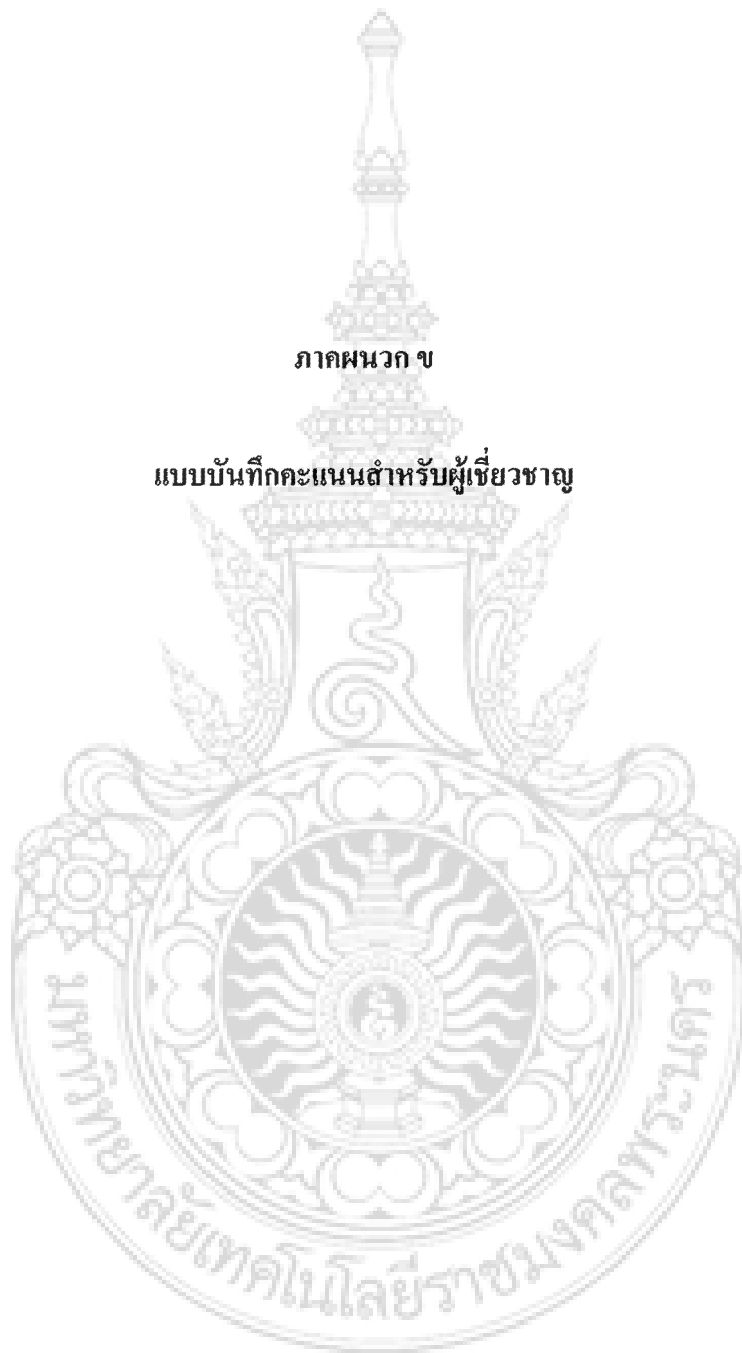 ภาคผนวก ข
แบบบันทึกคะแนนสำหรับผู้เชี่ยวชาญ
มหาวิทยาลัยเทคโนโลยีราชมงคลพระนคร